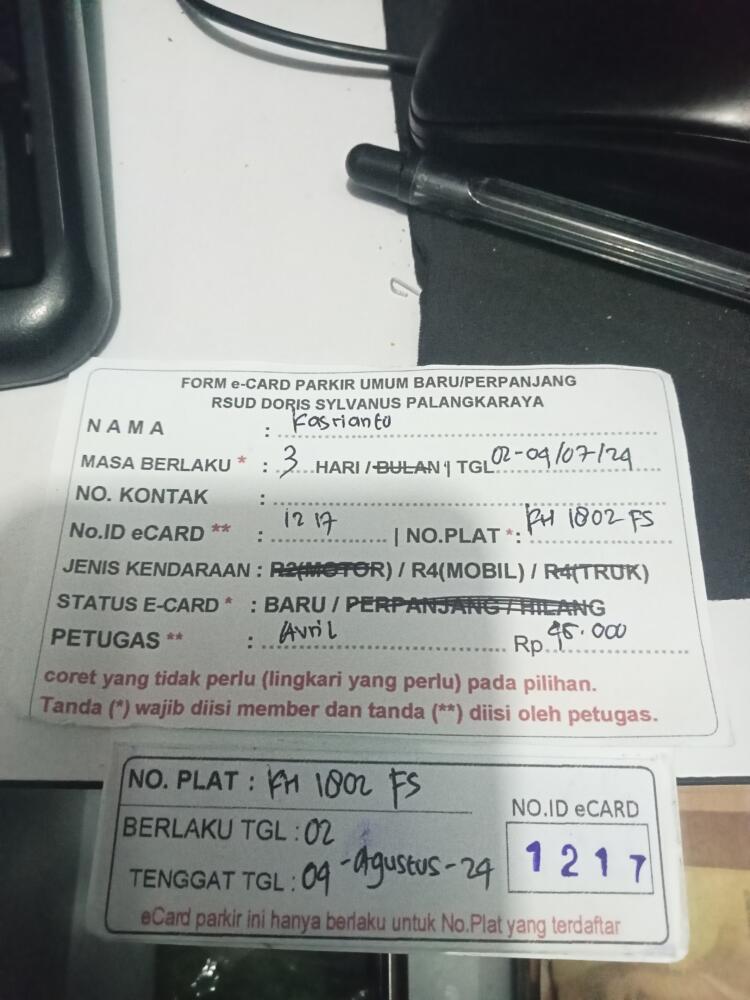 FORM e-CARD PARKIR UMUM BARU/PERPANJANG
RSUD DORIS SYLVANUS PALANGKARAYA
NAMA : Kasrianto
MASA BERLAKU * : 3 HARI / BULAN | TGL 02-04/07/24
NO. KONTAK :
No.ID eCARD ** : 1217 | NO.PLAT *: KH 1802 FS
JENIS KENDARAAN : R2(MOTOR) / R4(MOBIL) / R4(TRUK)
STATUS E-CARD * : BARU / PERPANJANG / HILANG
PETUGAS ** : Avril Rp. 45.000
coret yang tidak perlu (lingkari yang perlu) pada pilihan.
Tanda (*) wajib diisi member dan tanda (**) diisi oleh petugas.
NO. PLAT : KH 1802 FS
NO.ID eCARD
BERLAKU TGL : 02
1217
TENGGAT TGL : 04 -Agustus-24
eCard parkir ini hanya berlaku untuk No.Plat yang terdaftar